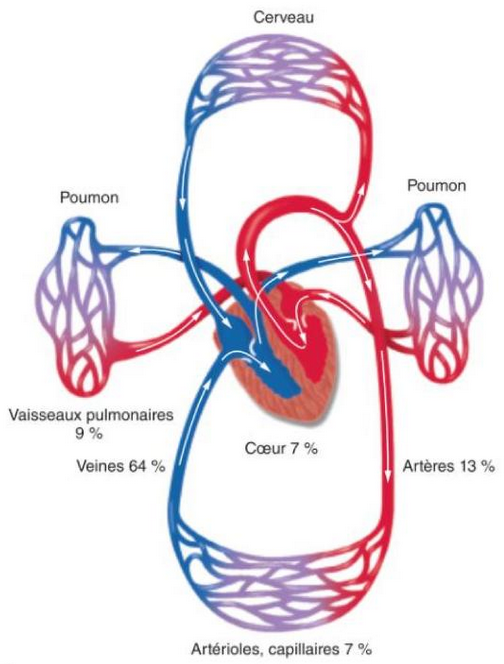 Cerveau
Poumon
Poumon
Vaisseaux pulmonaires
9 %
Cœur 7 %
Veines 64 %
Artères 13 %
Artérioles, capillaires 7 %